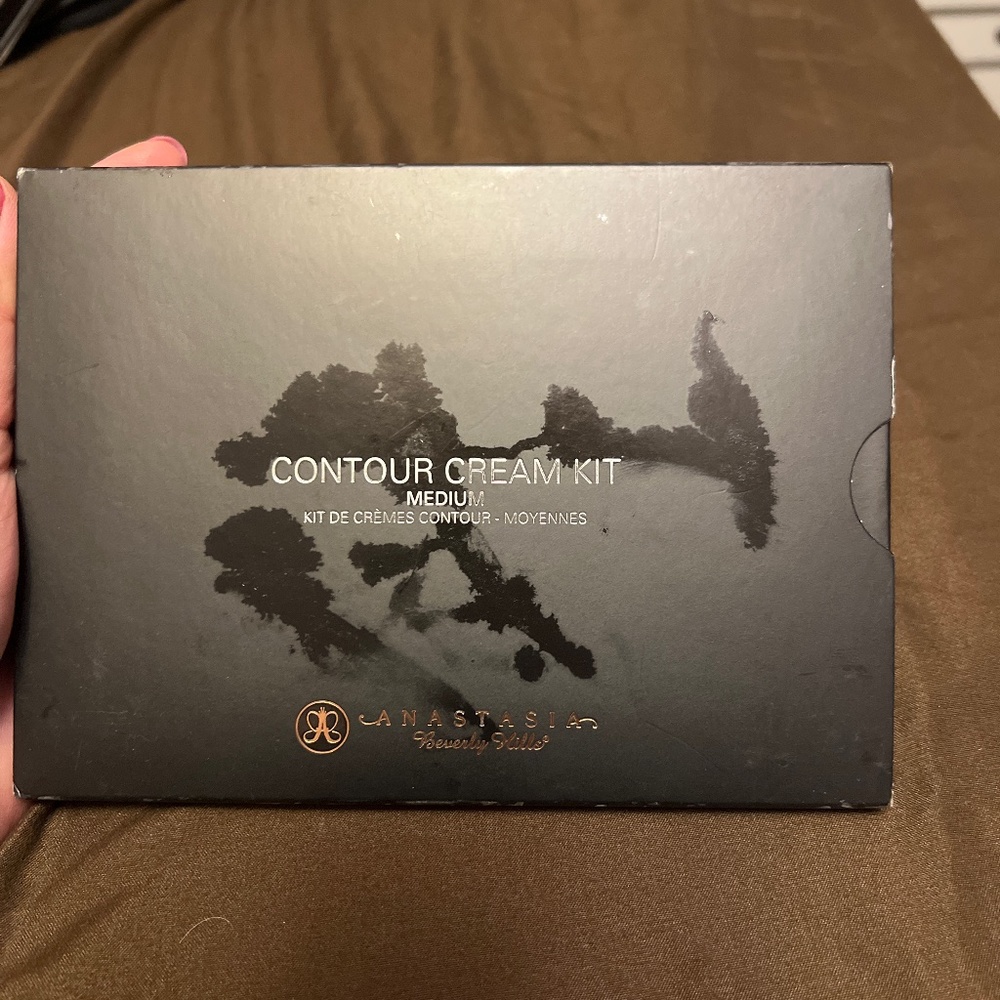 CONTOUR CREAM KIT
MEDIUM
KIT DE CRÈMES CONTOUR - MOYENNES
ANASTASIA
Beverly Hills